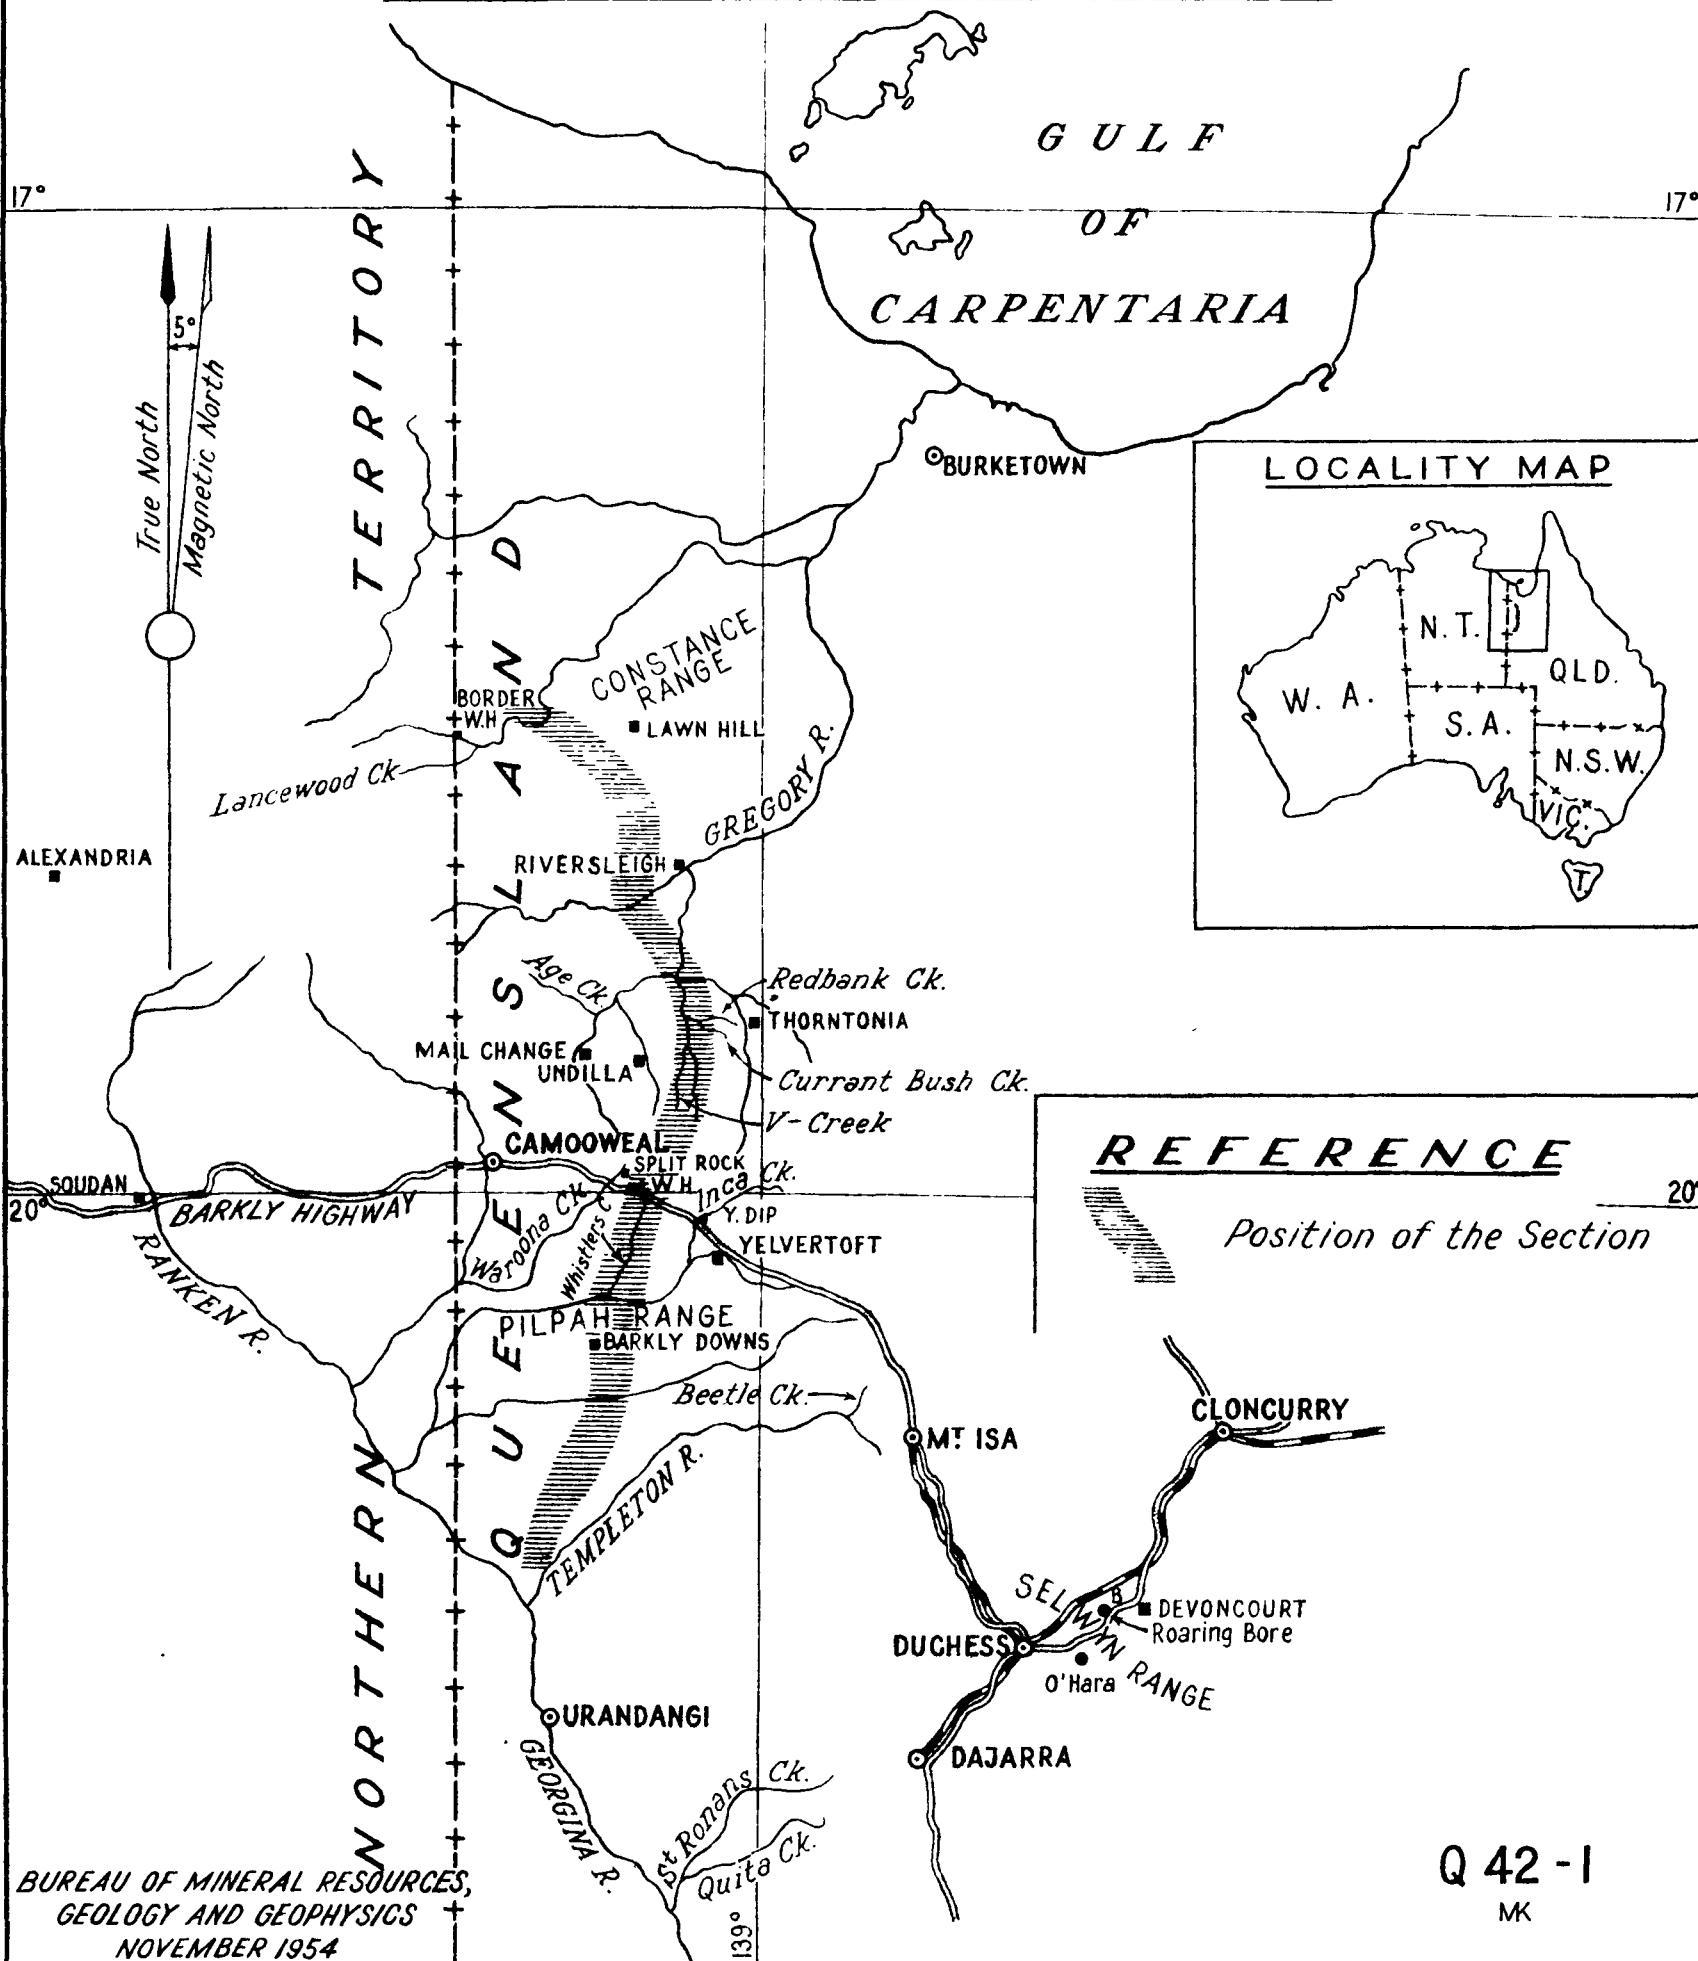 GULF
OF
CARPENTARIA
17°
17°
5°
True North
Magnetic North
NORTHERN TERRITORY
QUEENSLAND
BURKETOWN
LOCALITY MAP
N.T.
W.A.
QLD.
S.A.
N.S.W.
VIC.
T.
CONSTANCE
RANGE
BORDER
W.H
LAWN HILL
Lancewood Ck
GREGORY R.
ALEXANDRIA
RIVERSLEIGH
Age Ck.
Redbank Ck.
THORNTONIA
MAIL CHANGE
UNDILLA
Currant Bush Ck.
V-Creek
CAMOOWEAL
SPLIT ROCK
W.H
Inca Ck.
SOUDAN
20°
BARKLY HIGHWAY
Waroona Ck
Whistlers C
Y. DIP
YELVERTOFT
RANKEN R.
PILPAH RANGE
BARKLY DOWNS
Beetle Ck.
REFERENCE
20°
Position of the Section
CLONCURRY
MT. ISA
TEMPLETON R.
SELWYN RANGE
B
DEVONCOURT
Roaring Bore
DUCHESS
O'Hara
URANDANGI
DAJARRA
GEORGINA R.
St Ronans Ck.
Quita Ck.
139°
BUREAU OF MINERAL RESOURCES,
GEOLOGY AND GEOPHYSICS
NOVEMBER 1954
Q 42-1
MK